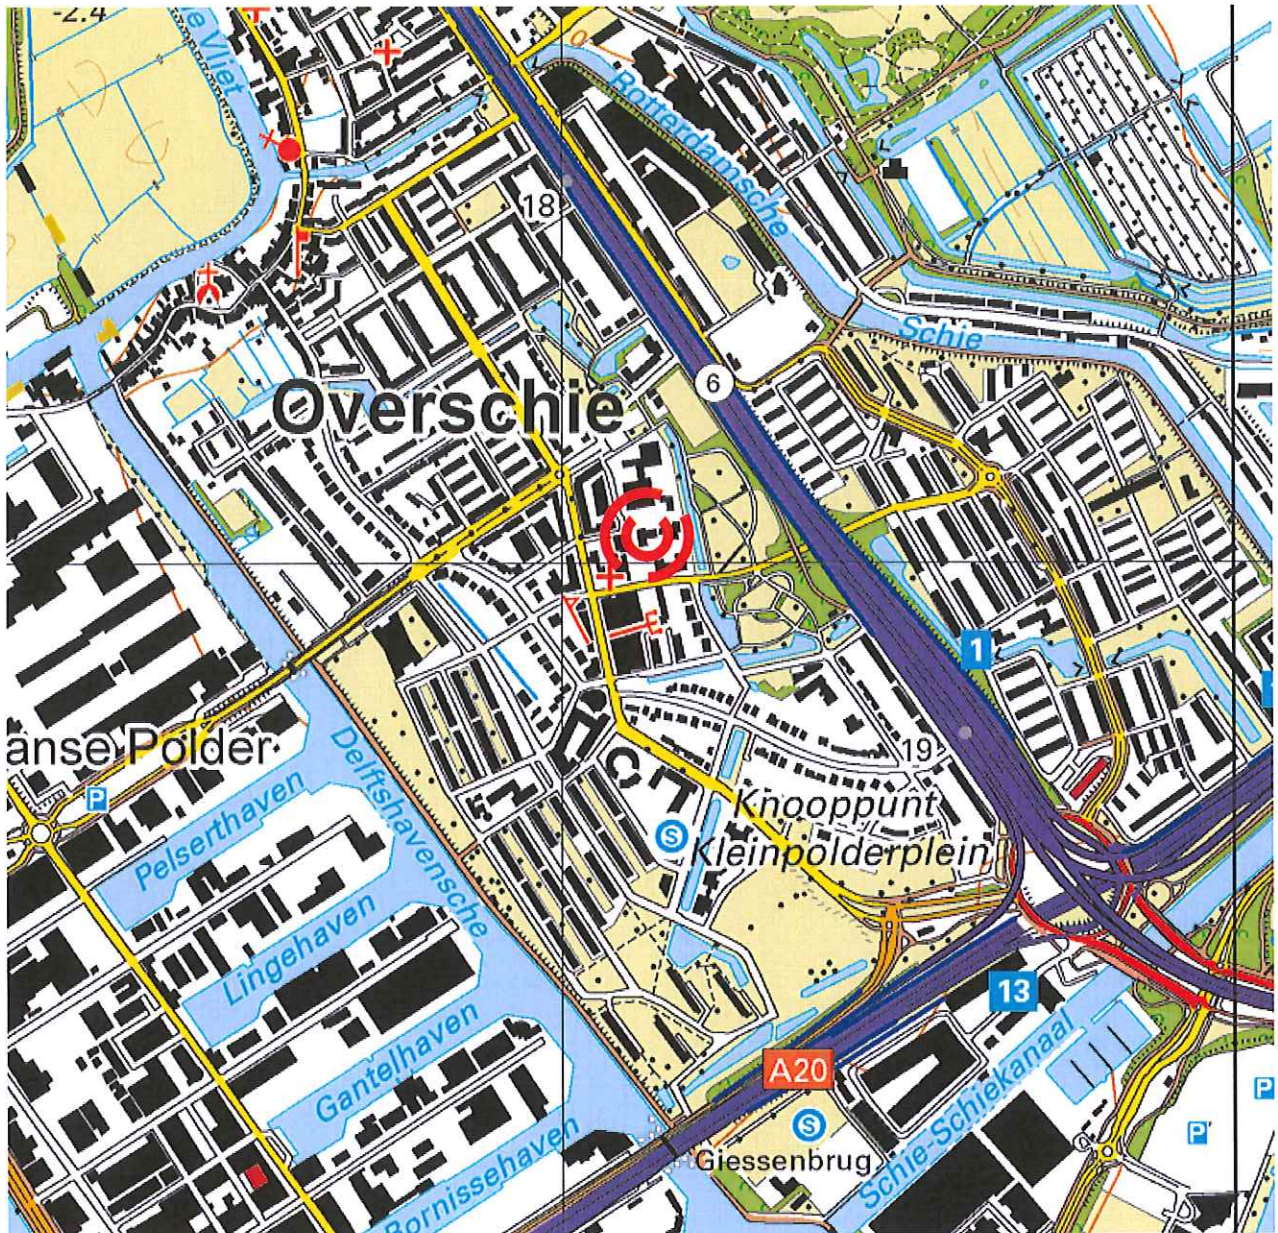 -2.4
e Vliet
Rotterdamsche
18
Schie
6
Overschie
P
E
1
anse Polder
P
Delftshavensche
19
Pelserthaven
S
Knooppunt
Kleinpolderplein
Lingehaven
13
Gantelhaven
A20
S
Schie-Schiekanaal
P
P
Giessenbrug
Bornissehaven